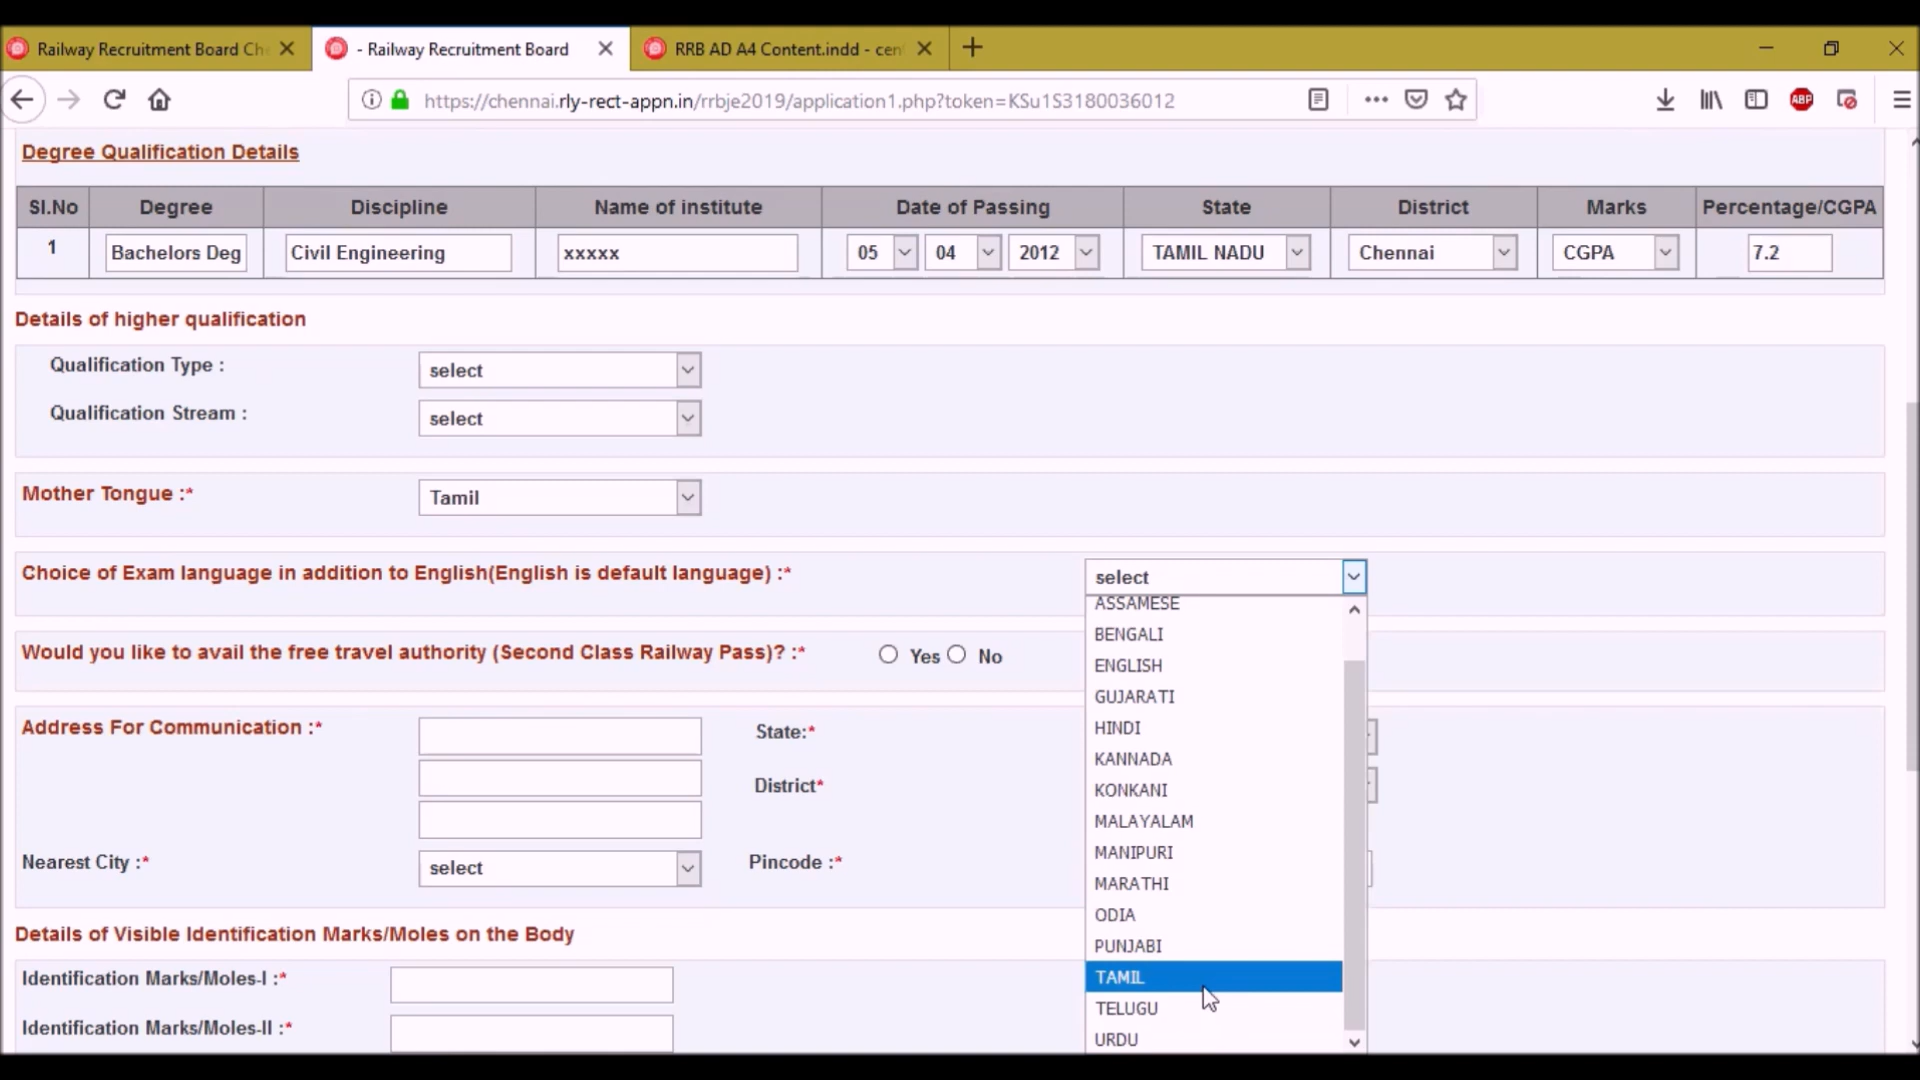 Railway Recruitment Board Ch
- Railway Recruitment Board
RRB AD A4 Content.indd - cen
https://chennai.rly-rect-appn.in/rrbje2019/application1.php?token=KSu1S3180036012
ABP
Degree Qualification Details
Sl.No Degree Discipline Name of institute Date of Passing State District Marks Percentage/CGPA
1 Bachelors Deg Civil Engineering xxxxx 05 04 2012 TAMIL NADU Chennai CGPA 7.2
Details of higher qualification
Qualification Type : select
Qualification Stream : select
Mother Tongue :* Tamil
Choice of Exam language in addition to English(English is default language) :* select
ASSAMESE
BENGALI
ENGLISH
GUJARATI
HINDI
KANNADA
KONKANI
MALAYALAM
MANIPURI
MARATHI
ODIA
PUNJABI
TAMIL
TELUGU
URDU
Would you like to avail the free travel authority (Second Class Railway Pass)? :* Yes No
Address For Communication :* State:*
District*
Nearest City :* select Pincode :*
Details of Visible Identification Marks/Moles on the Body
Identification Marks/Moles-I :*
Identification Marks/Moles-II :*